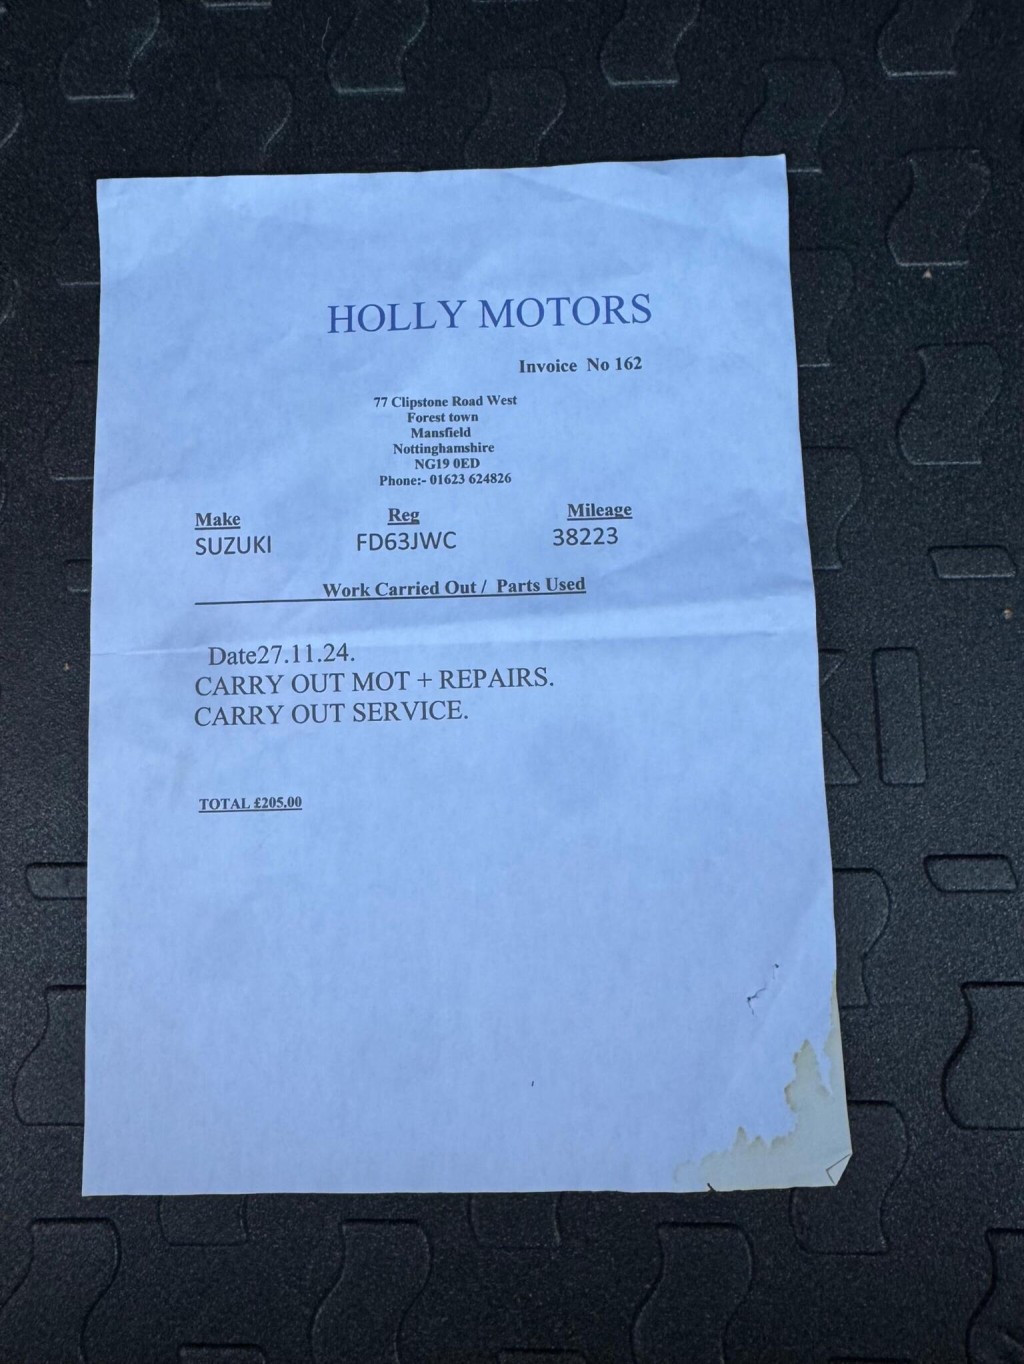 HOLLY MOTORS
Invoice No 162
77 Clipstone Road West
Forest town
Mansfield
Nottinghamshire
NG19 0ED
Phone:- 01623 624826
Make Reg Mileage
SUZUKI FD63JWC 38223
Work Carried Out / Parts Used
Date27.11.24.
CARRY OUT MOT + REPAIRS.
CARRY OUT SERVICE.
TOTAL £205.00